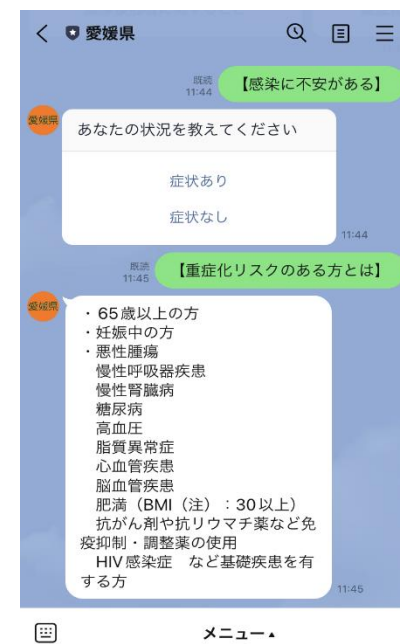 愛媛県
既読
11:44
【感染に不安がある】
愛媛県
あなたの状況を教えてください
症状あり
症状なし
11:44
既読
11:45
【重症化リスクのある方とは】
愛媛県
・65歳以上の方
・妊娠中の方
・悪性腫瘍
慢性呼吸器疾患
慢性腎臓病
糖尿病
高血圧
脂質異常症
心血管疾患
脳血管疾患
肥満（BMI（注）：30以上）
抗がん剤や抗リウマチ薬など免
疫抑制・調整薬の使用
HIV感染症　など基礎疾患を有
する方
11:45
メニュー▲